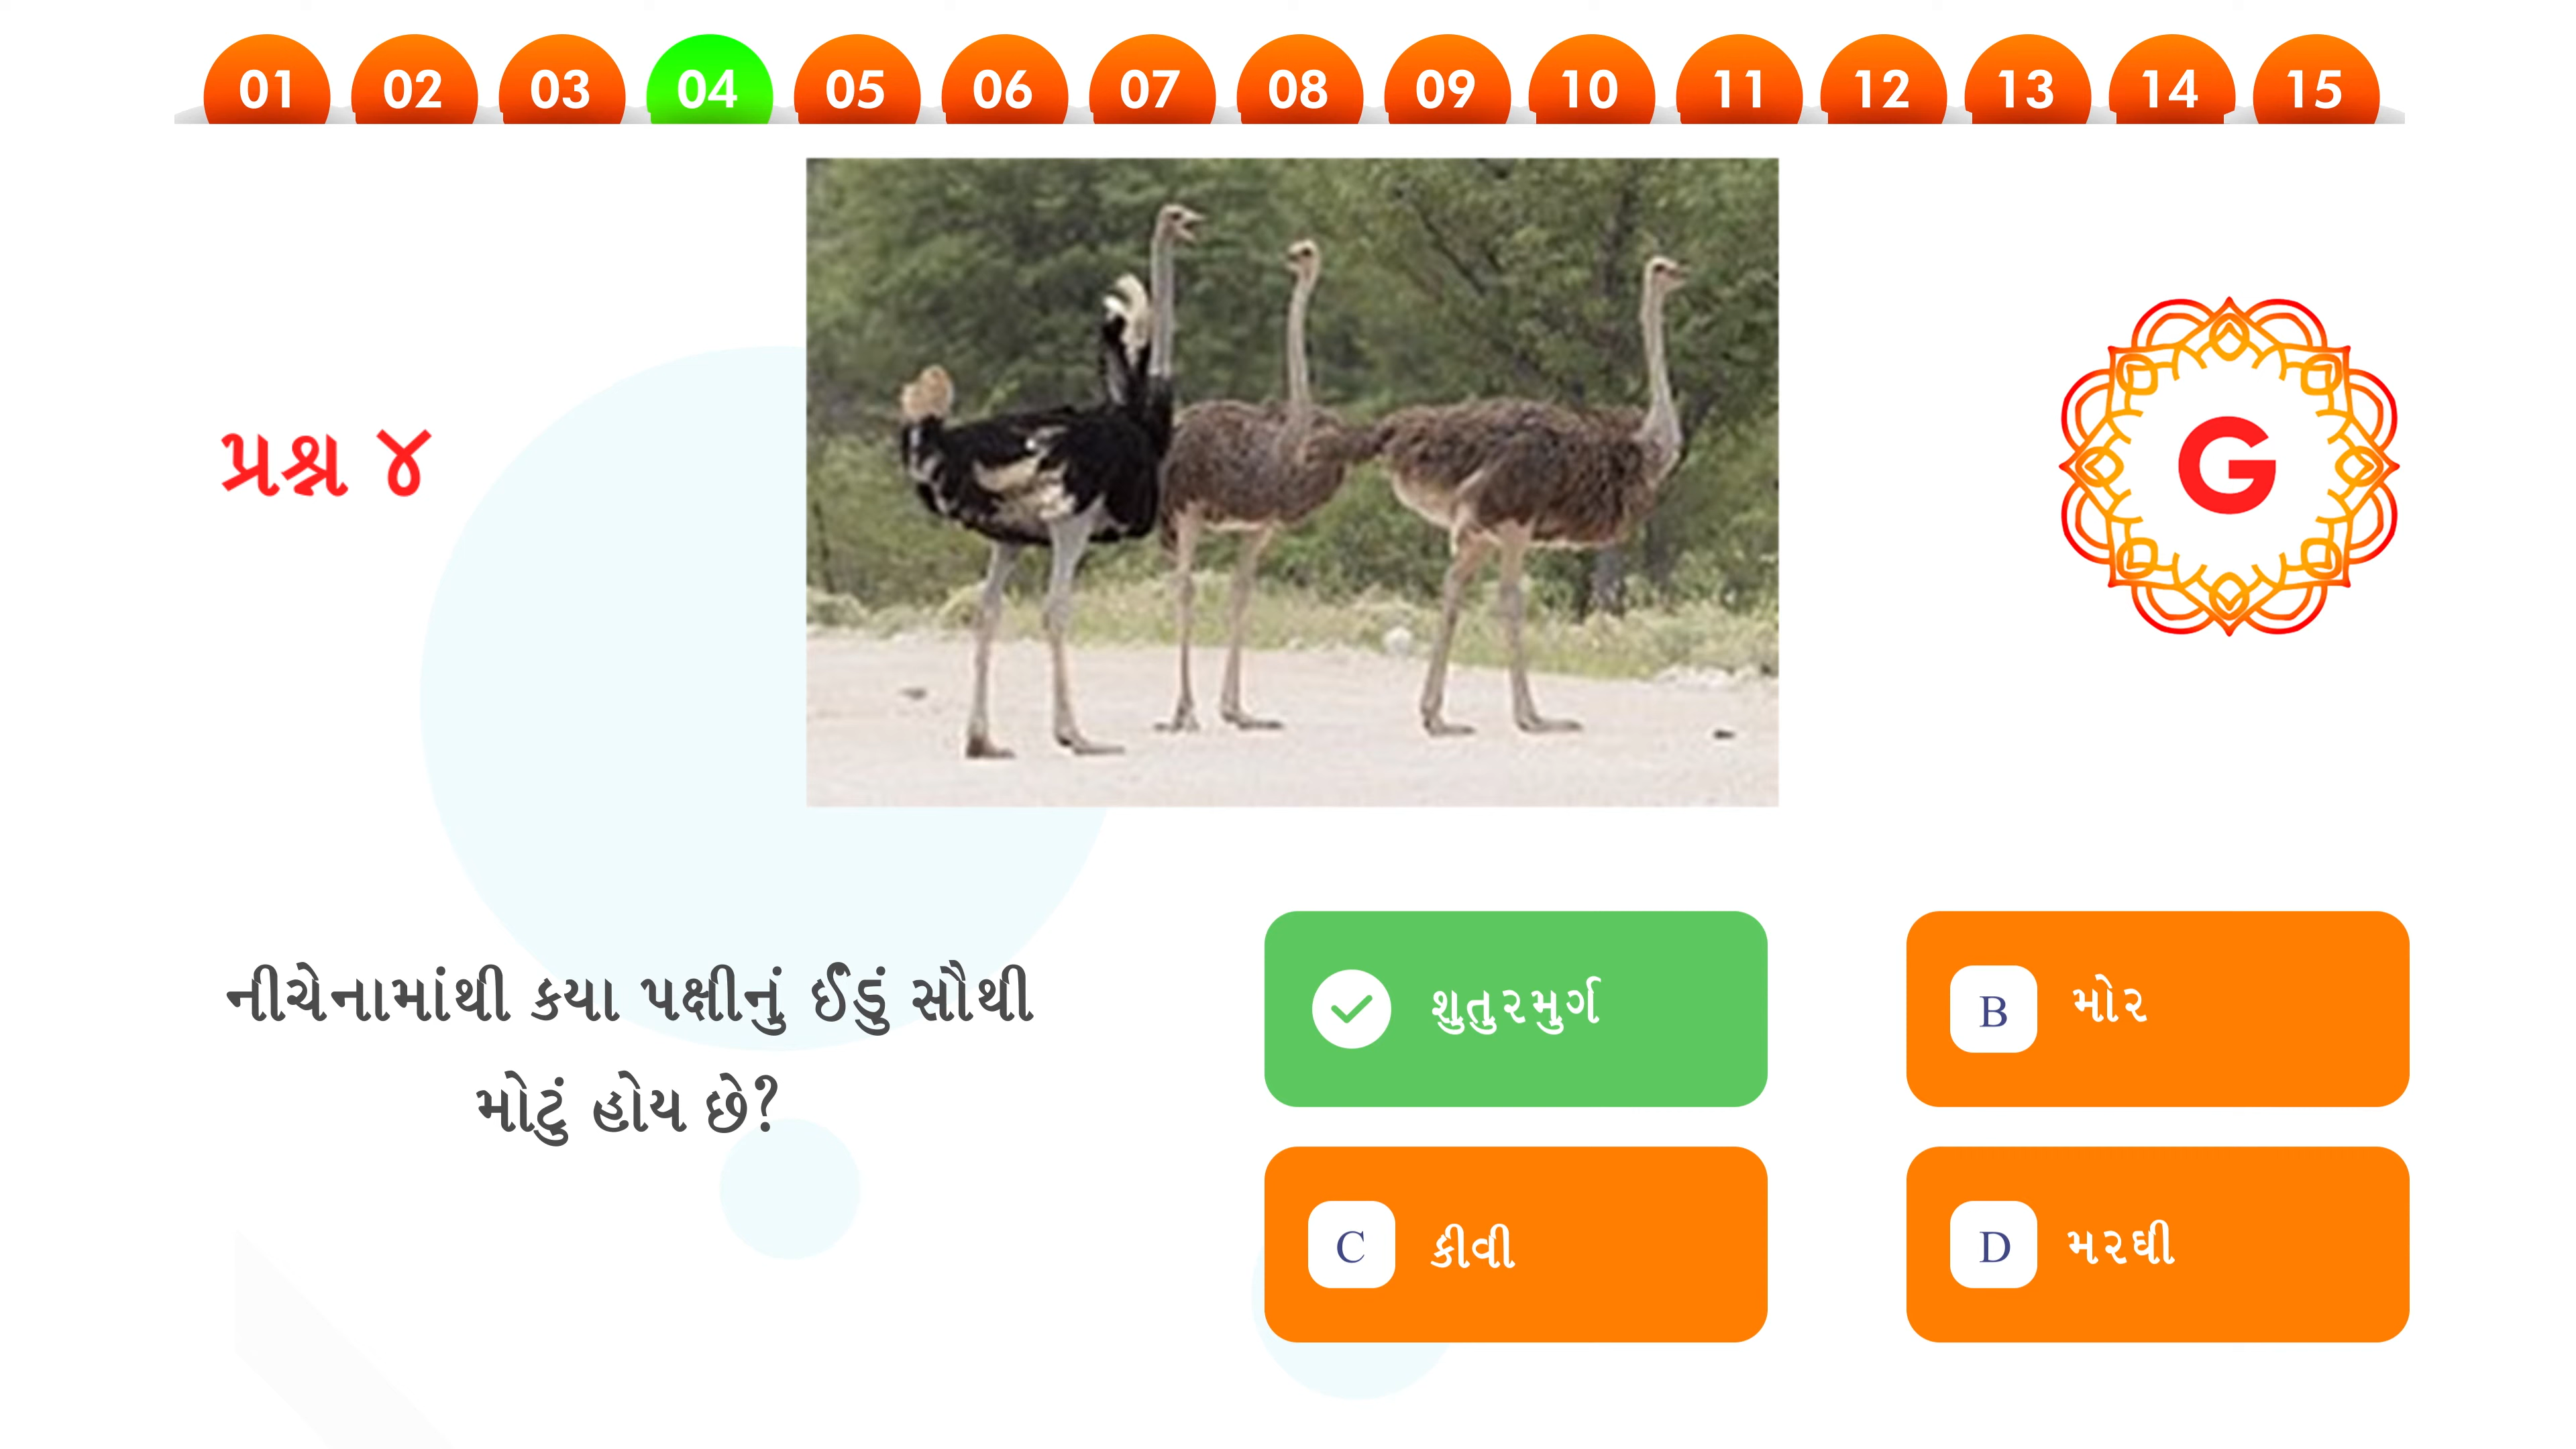 01 02 03 04 05 06 07 08 09 10 11 12 13 14 15
પ્રશ્ન ૪
G
નીચેનામાંથી કયા પક્ષીનું ઈંડું સૌથી
મોટું હોય છે?
શુતુરમુર્ગ
B મોર
C કીવી
D મરઘી